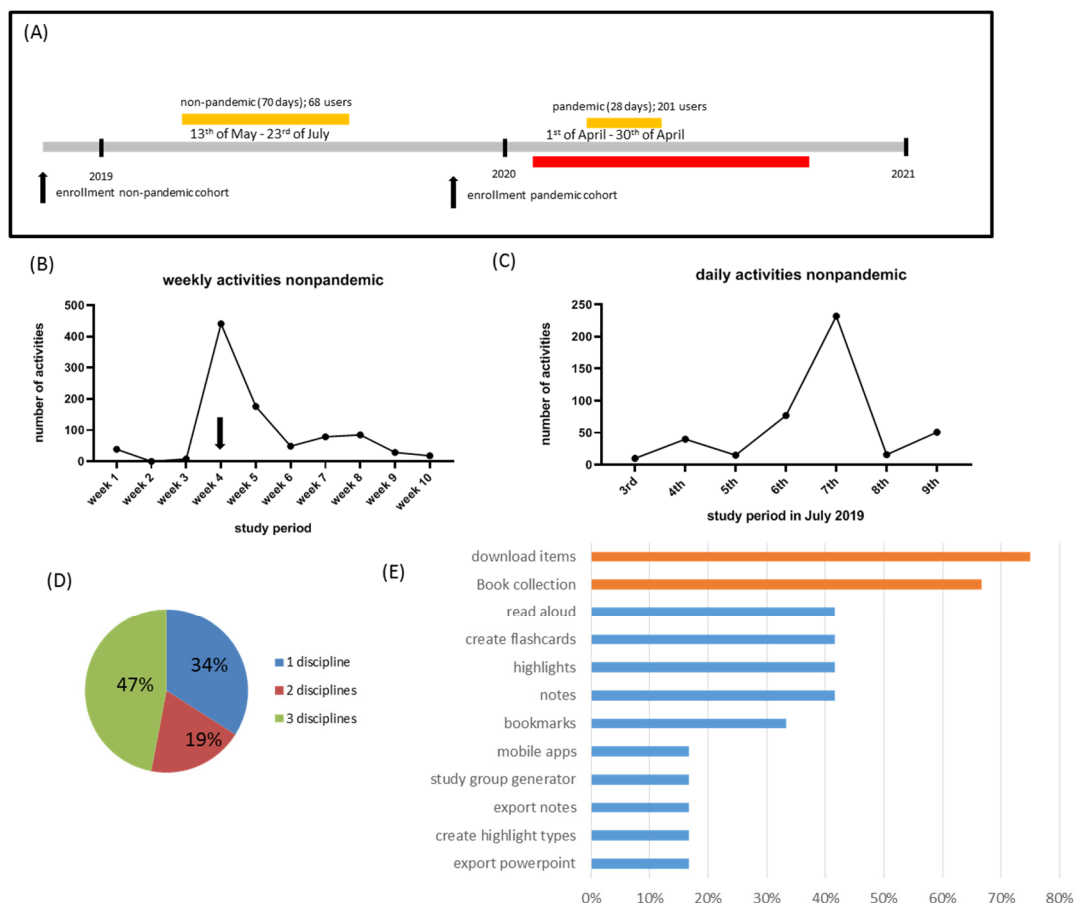 (A)
non-pandemic (70 days); 68 users
pandemic (28 days); 201 users
13th of May - 23rd of July
1st of April - 30th of April
2019
2020
2021
enrollment non-pandemic cohort
enrollment pandemic cohort
(B)
weekly activities nonpandemic
number of activities
500
400
300
200
100
0
week 1
week 2
week 3
week 4
week 5
week 6
week 7
week 8
week 9
week 10
study period
(C)
daily activities nonpandemic
number of activities
250
200
150
100
50
0
3rd
4th
5th
6th
7th
8th
9th
study period in July 2019
(D)
34%
47%
19%
1 discipline
2 disciplines
3 disciplines
(E)
download items
Book collection
read aloud
create flashcards
highlights
notes
bookmarks
mobile apps
study group generator
export notes
create highlight types
export powerpoint
0%
10%
20%
30%
40%
50%
60%
70%
80%